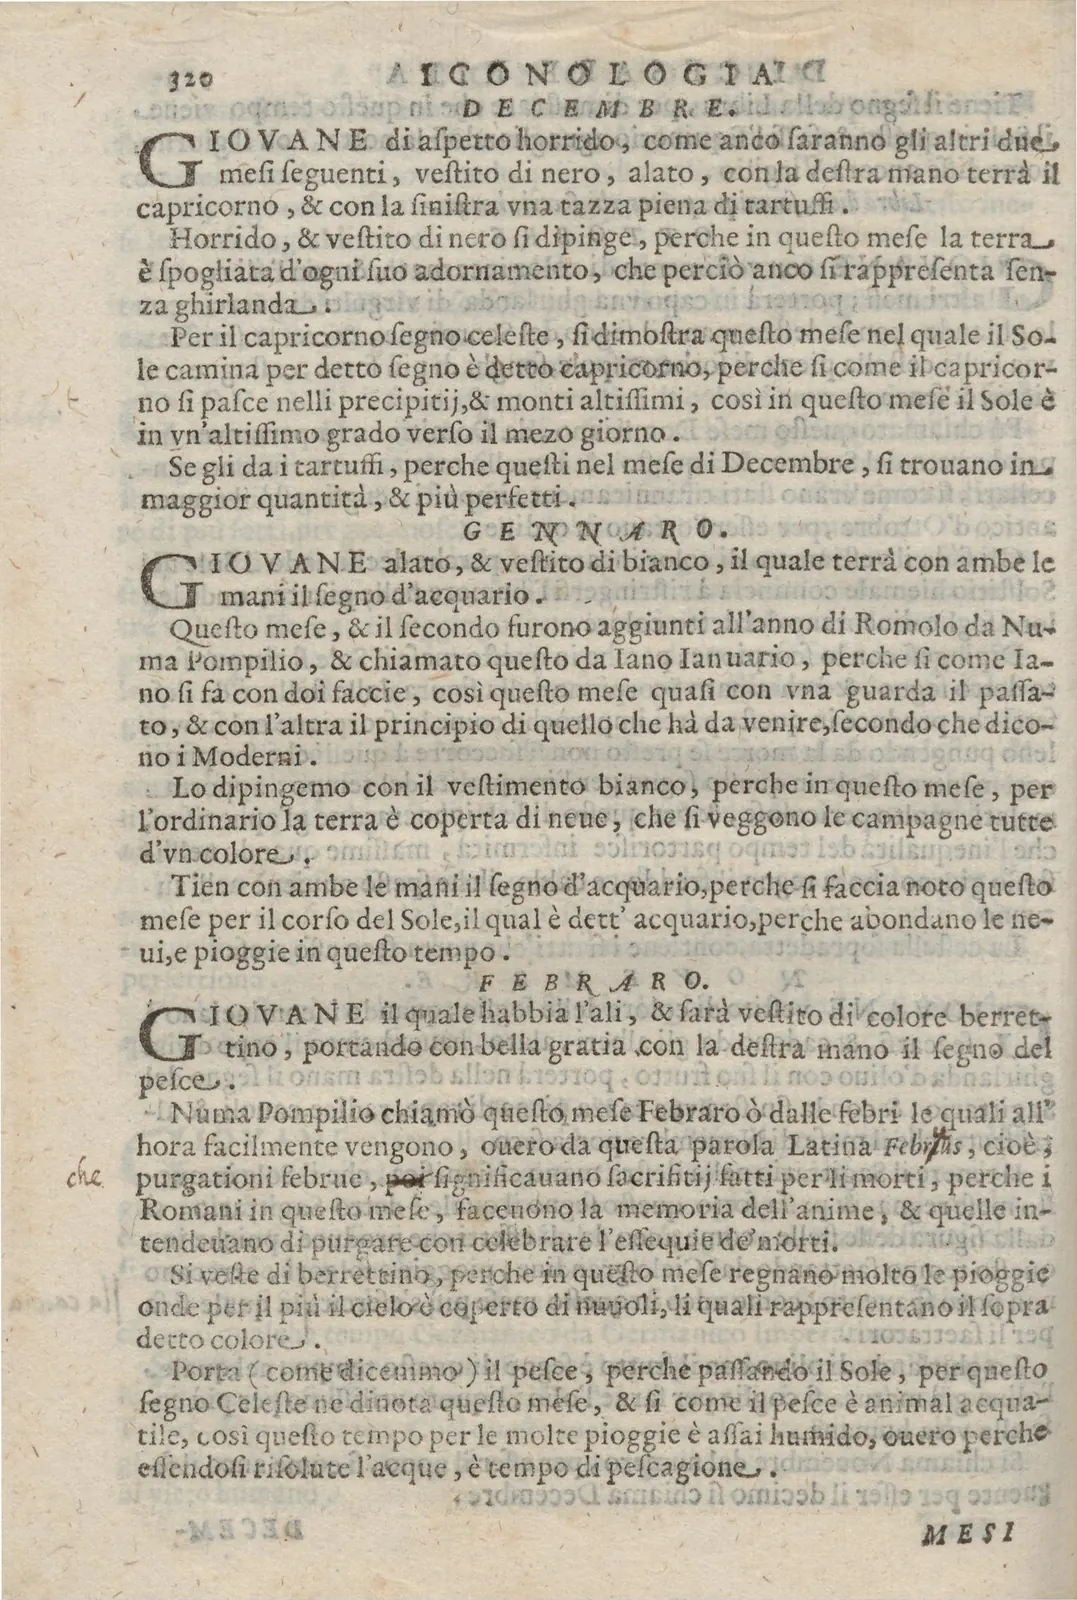 320 ICONOLOGIA
DECEMBRE.
GIOVANE di aſpetto horrido, come anco ſaranno gli altri due
meſi ſeguenti, veſtito di nero, alato, con la deſtra mano terrà il
capricorno, & con la ſiniſtra vna tazza piena di tartuffi.
Horrido, & veſtito di nero ſi dipinge, perche in queſto meſe la terra
è ſpogliata d'ogni ſuo adornamento, che perciò anco ſi rappreſenta ſen-
za ghirlanda.
Per il capricorno ſegno celeſte, ſi dimoſtra queſto meſe nel quale il So-
le camina per detto ſegno è detto capricorno, perche ſi come il capricor-
no ſi paſce nelli precipitij,& monti altiſſimi, così in queſto meſe il Sole è
in vn'altiſſimo grado verſo il mezo giorno.
Se gli da i tartuffi, perche queſti nel meſe di Decembre, ſi trouano in
maggior quantità, & più perfetti.
GENNARO.
GIOVANE alato, & veſtito di bianco, il quale terrà con ambe le
mani il ſegno d'acquario.
Queſto meſe, & il ſecondo furono aggiunti all'anno di Romolo da Nu-
ma Pompilio, & chiamato queſto da Iano Ianuario, perche ſi come Ia-
no ſi fa con doi faccie, così queſto meſe quaſi con vna guarda il paſſa-
to, & con l'altra il principio di quello che hà da venire,ſecondo che dico-
no i Moderni.
Lo dipingemo con il veſtimento bianco, perche in queſto meſe, per
l'ordinario la terra è coperta di neue, che ſi veggono le campagne tutte
d'vn colore.
Tien con ambe le mani il ſegno d'acquario,perche ſi faccia noto queſto
meſe per il corſo del Sole,il qual è dett' acquario,perche abondano le ne-
ui,e pioggie in queſto tempo.
FEBRARO.
GIOVANE il quale habbia l'ali, & ſarà veſtito di colore berret-
tino, portando con bella gratia con la deſtra mano il ſegno del
peſce.
Numa Pompilio chiamò queſto meſe Febraro ò dalle febri le quali all'
hora facilmente vengono, ouero da queſta parola Latina , cioè,
che purgationi februe, poi ſignificauano ſacrifitij fatti per li morti, perche i
Romani in queſto meſe, faceuono la memoria dell'anime, & quelle in-
tendeuano di purgare con celebrare l'eſſequie de' morti.
Si veſte di berrettino, perche in queſto meſe regnano molto le pioggie
onde per il più il cielo è coperto di nuuoli, li quali rappreſentano il ſopra
detto colore.
Porta (come dicemmo) il peſce, perche paſſando il Sole, per queſto
ſegno Celeſte ne dinota queſto meſe, & ſi come il peſce è animal acqua-
tile, così queſto tempo per le molte pioggie è aſſai humido, ouero perche
eſſendoſi riſolute l'acque, è tempo di peſcagione.
MESI